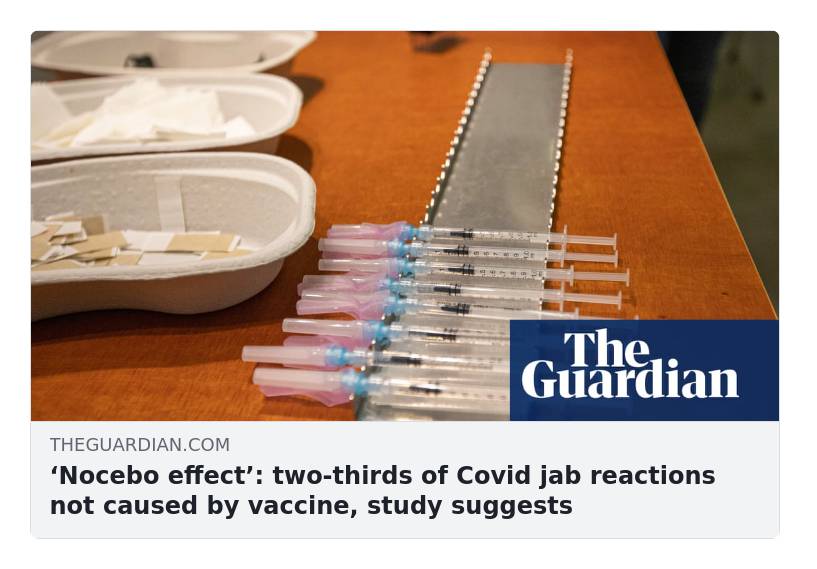 The
Guardian
THEGUARDIAN.COM
‘Nocebo effect’: two-thirds of Covid jab reactions
not caused by vaccine, study suggests